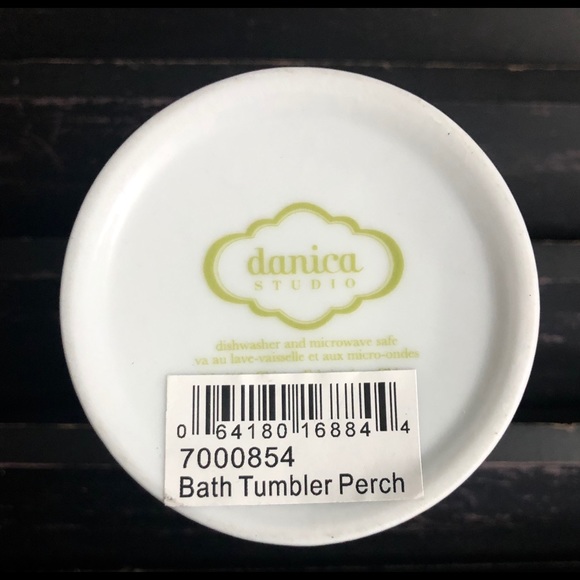 danica
STUDIO
dishwasher and microwave safe
va au lave-vaisselle et aux micro-ondes
0 64180 16884 4
7000854
Bath Tumbler Perch